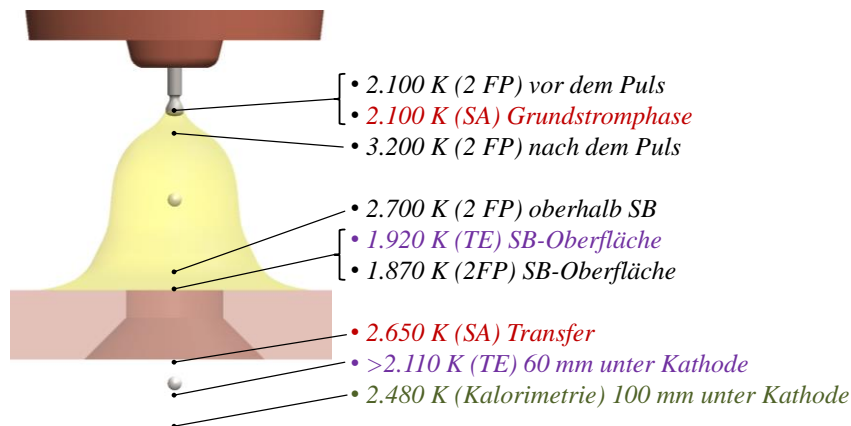 • 2.100 K (2 FP) vor dem Puls
• 2.100 K (SA) Grundstromphase
• 3.200 K (2 FP) nach dem Puls
• 2.700 K (2 FP) oberhalb SB
• 1.920 K (TE) SB-Oberfläche
• 1.870 K (2FP) SB-Oberfläche
• 2.650 K (SA) Transfer
• >2.110 K (TE) 60 mm unter Kathode
• 2.480 K (Kalorimetrie) 100 mm unter Kathode